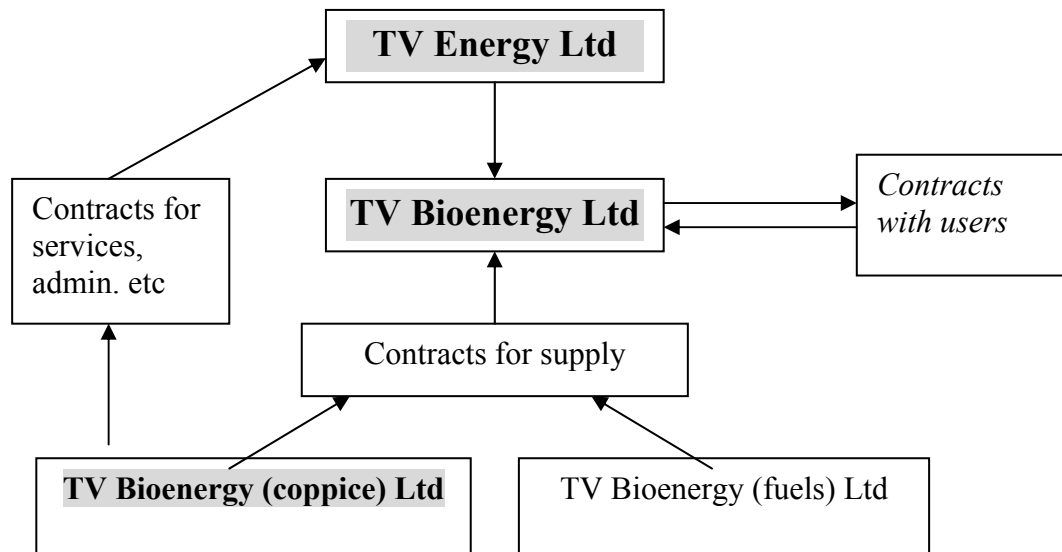 TV Energy Ltd
Contracts for
services,
admin. etc
TV Bioenergy Ltd
Contracts
with users
Contracts for supply
TV Bioenergy (coppice) Ltd
TV Bioenergy (fuels) Ltd